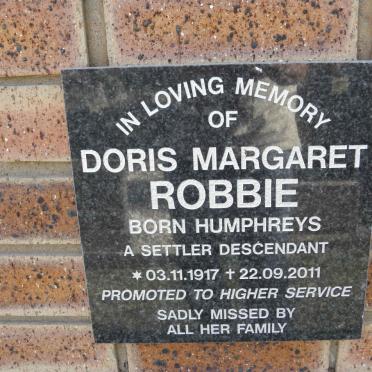 IN LOVING MEMORY
OF
DORIS MARGARET
ROBBIE
BORN HUMPHREYS
A SETTLER DESCENDANT
* 03.11.1917 † 22.09.2011
PROMOTED TO HIGHER SERVICE
SADLY MISSED BY
ALL HER FAMILY